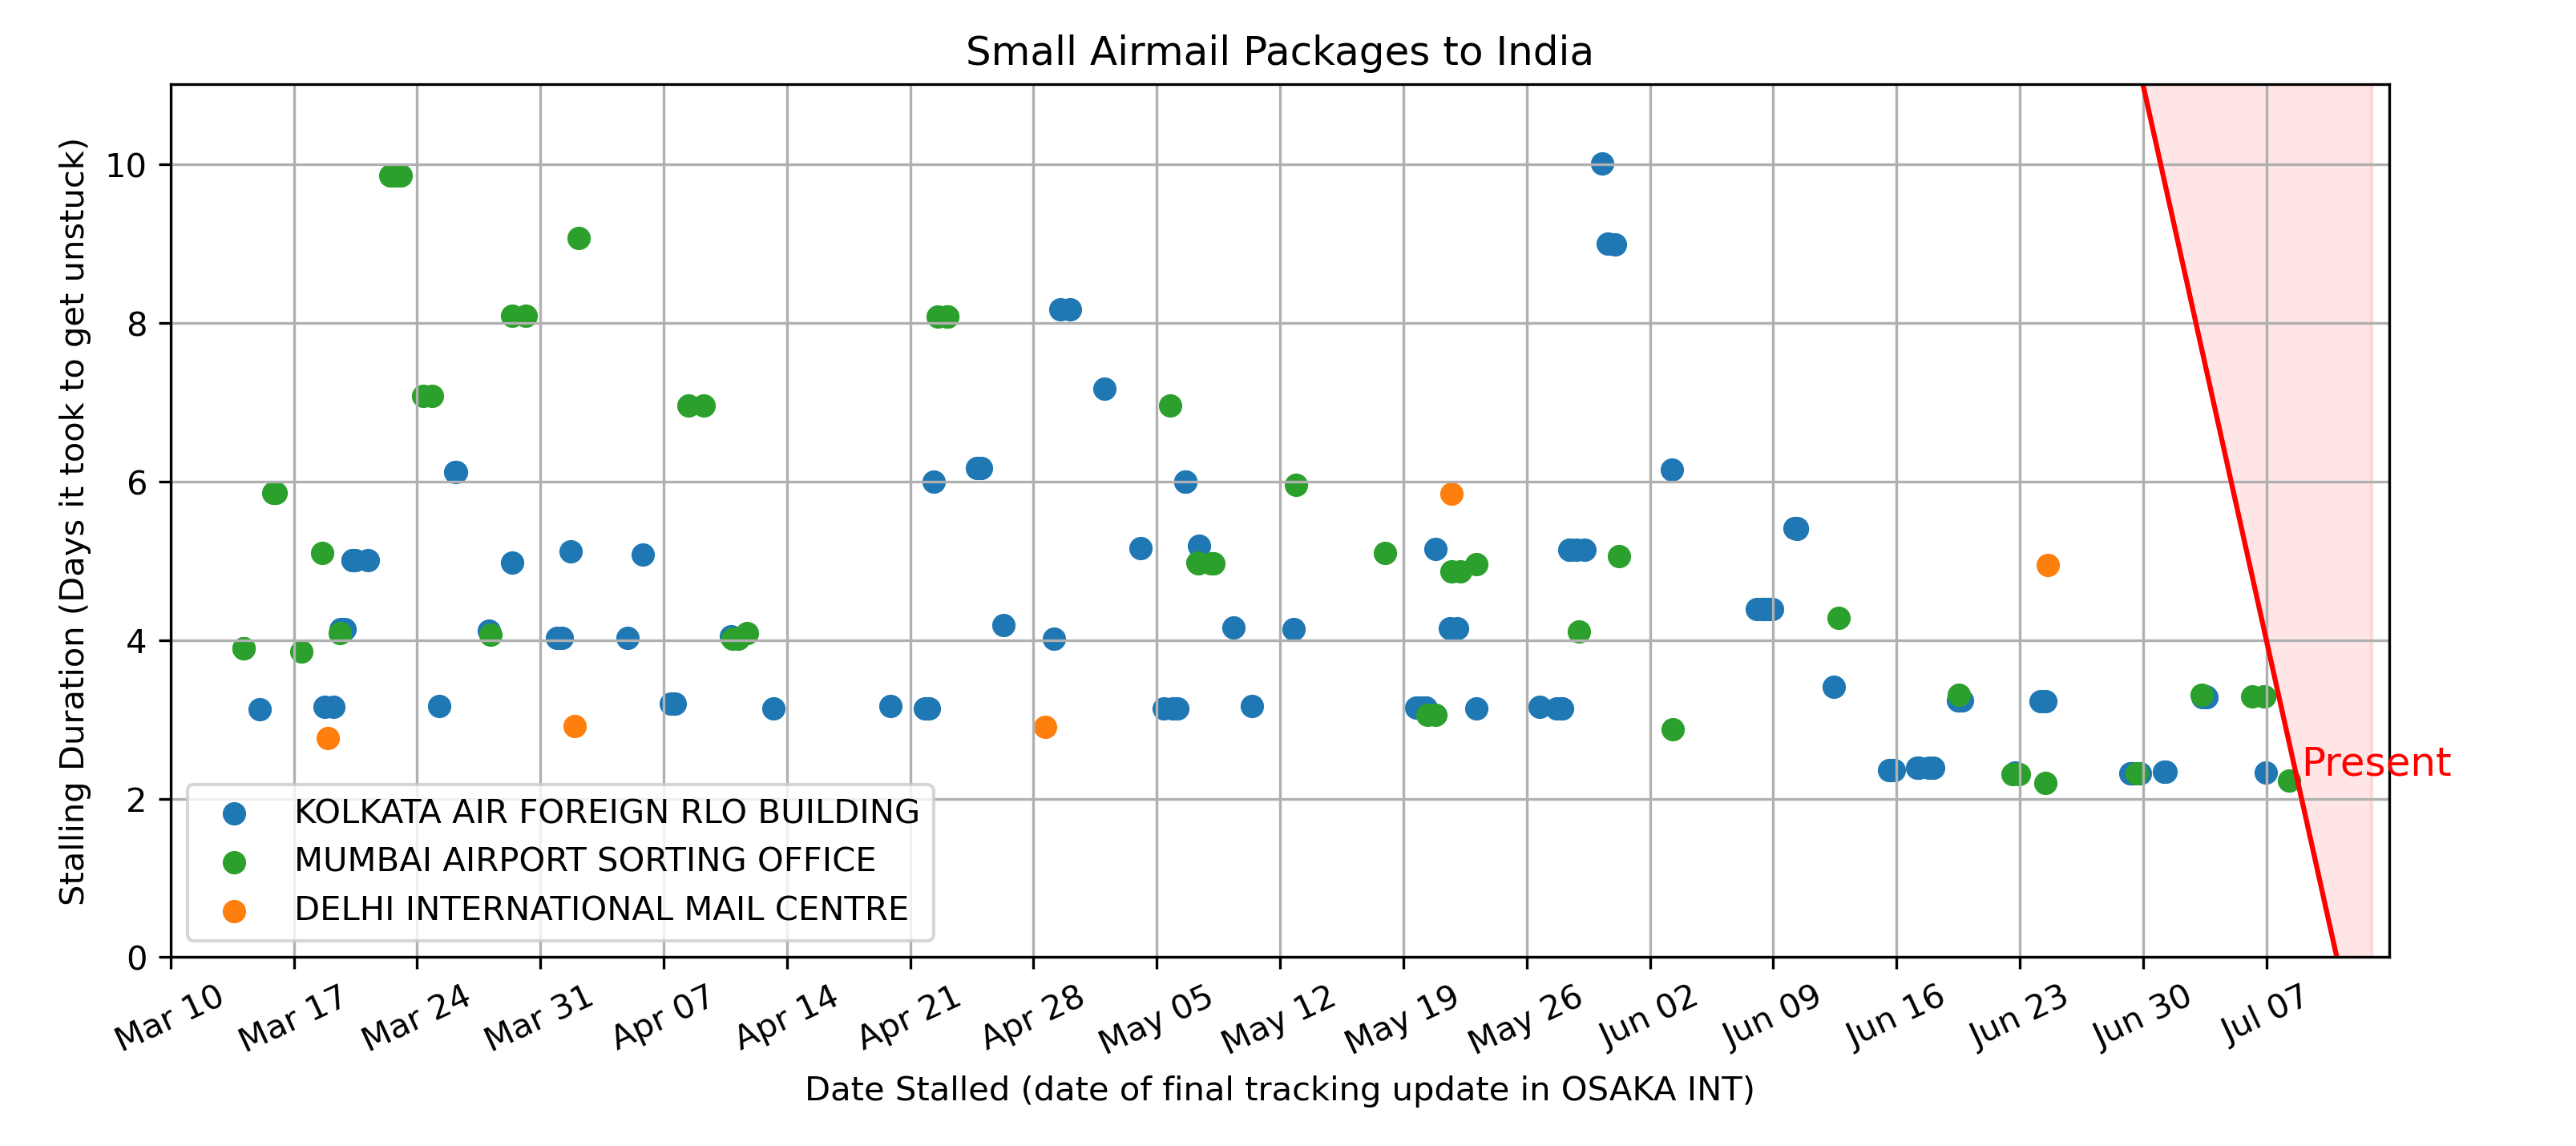 Small Airmail Packages to India
Stalling Duration (Days it took to get unstuck)
10
8
6
4
2
0
Present
KOLKATA AIR FOREIGN RLO BUILDING
MUMBAI AIRPORT SORTING OFFICE
DELHI INTERNATIONAL MAIL CENTRE
Mar 10
Mar 17
Mar 24
Mar 31
Apr 07
Apr 14
Apr 21
Apr 28
May 05
May 12
May 19
May 26
Jun 02
Jun 09
Jun 16
Jun 23
Jun 30
Jul 07
Date Stalled (date of final tracking update in OSAKA INT)